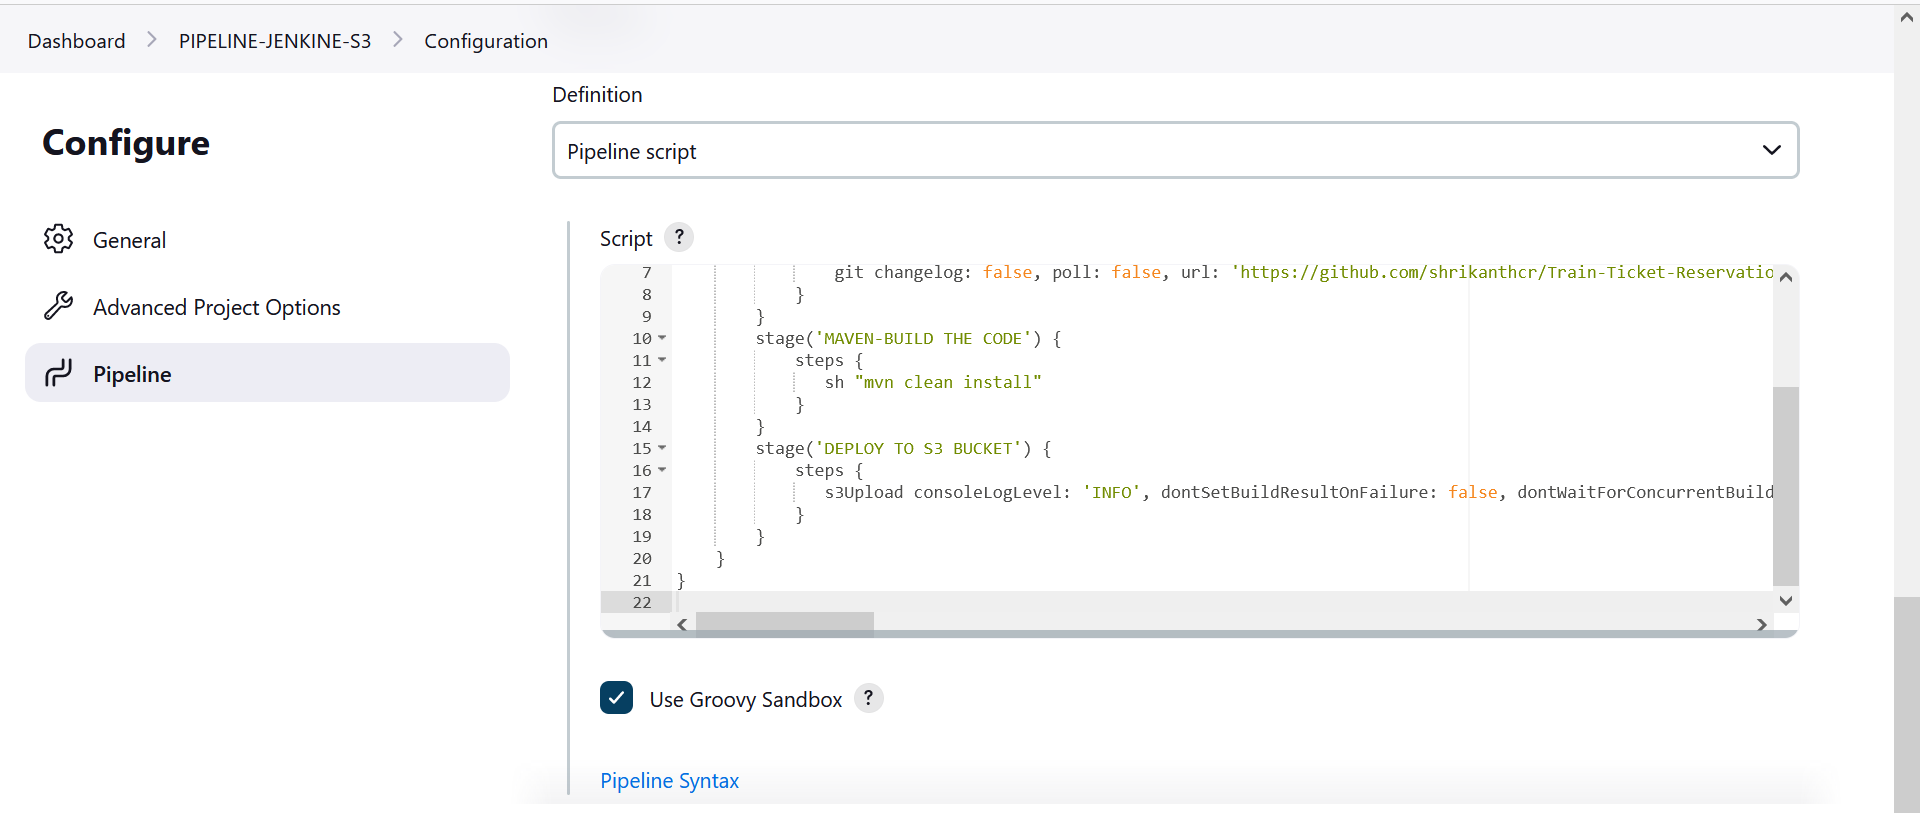 Dashboard > PIPELINE-JENKINE-S3 > Configuration
Configure
General
Advanced Project Options
Pipeline
Definition
Pipeline script
Script ?
7 git changelog: false, poll: false, url: 'https://github.com/shrikanthcr/Train-Ticket-Reservatio
8 }
9 }
10 stage('MAVEN-BUILD THE CODE') {
11 steps {
12 sh "mvn clean install"
13 }
14 }
15 stage('DEPLOY TO S3 BUCKET') {
16 steps {
17 s3Upload consoleLogLevel: 'INFO', dontSetBuildResultOnFailure: false, dontWaitForConcurrentBuild
18 }
19 }
20 }
21 }
22
Use Groovy Sandbox ?
Pipeline Syntax